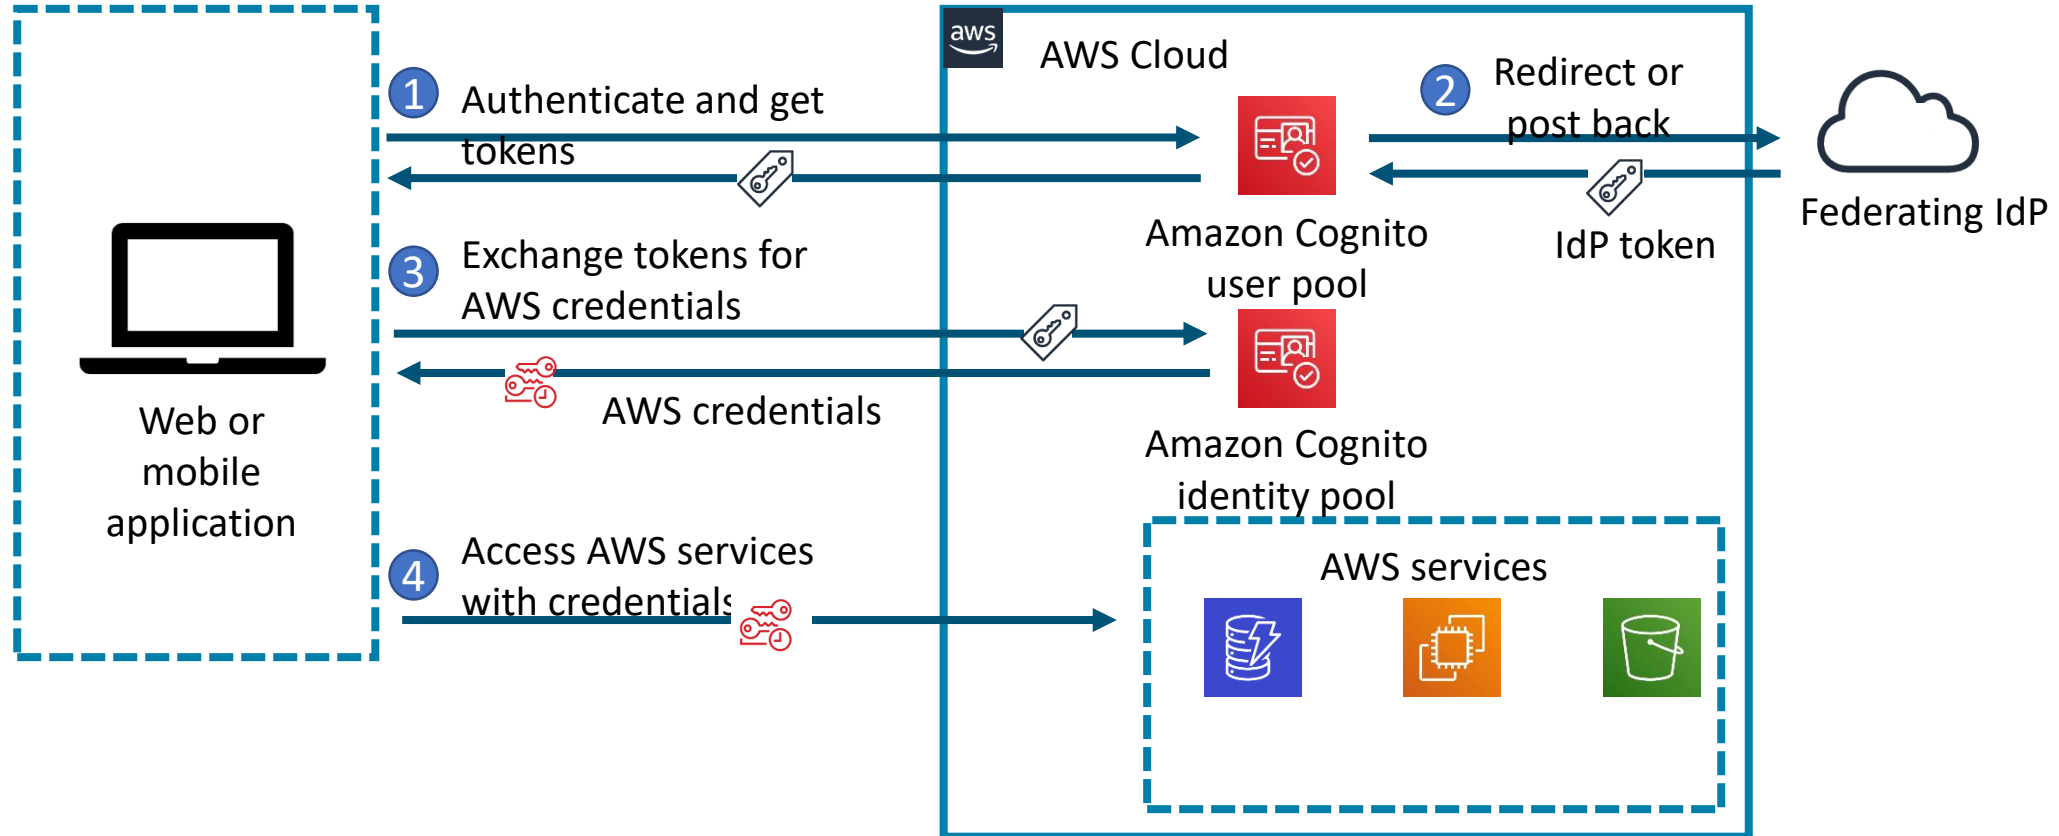 aws
AWS Cloud
1
Authenticate and get
tokens
2
Redirect or
post back
Federating IdP
IdP token
Amazon Cognito
user pool
3
Exchange tokens for
AWS credentials
AWS credentials
Amazon Cognito
identity pool
Web or
mobile
application
4
Access AWS services
with credentials
AWS services